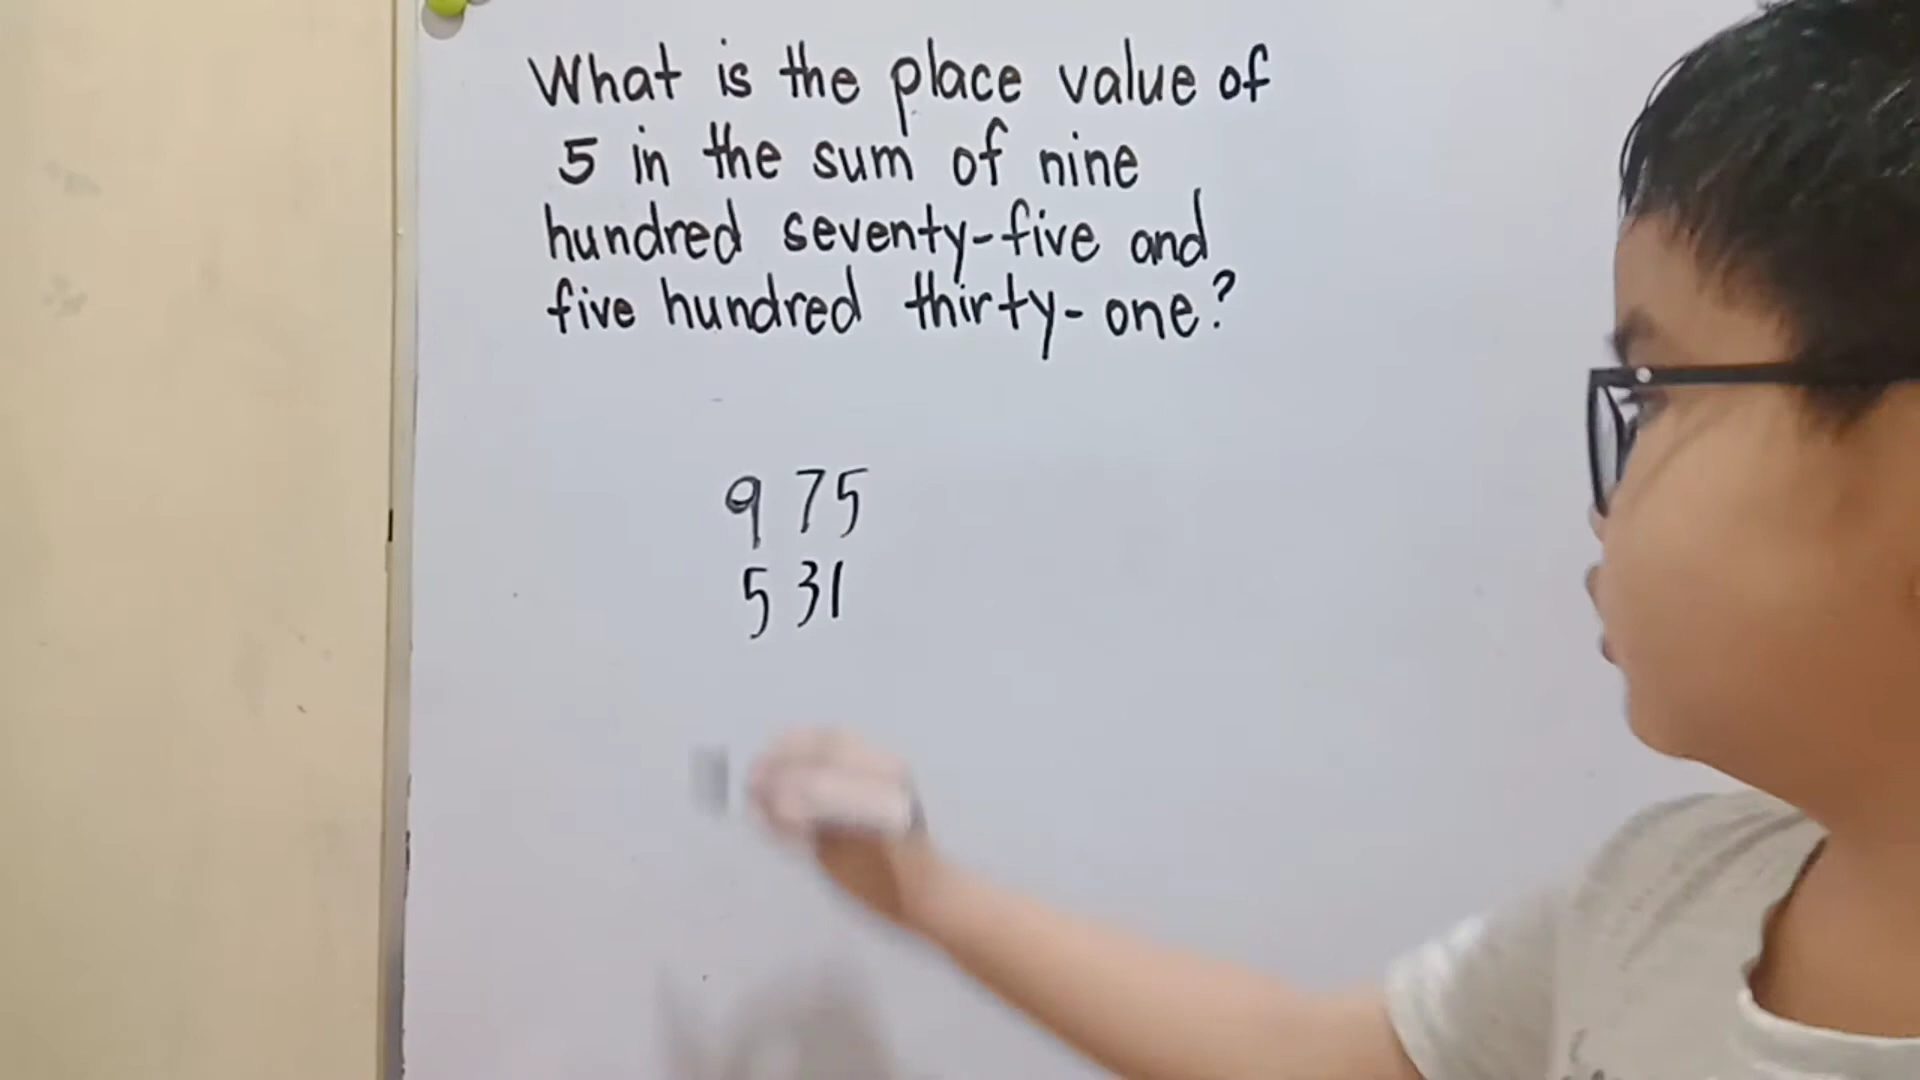 What is the place value of
5 in the sum of nine
hundred seventy-five and
five hundred thirty-one?
975
531